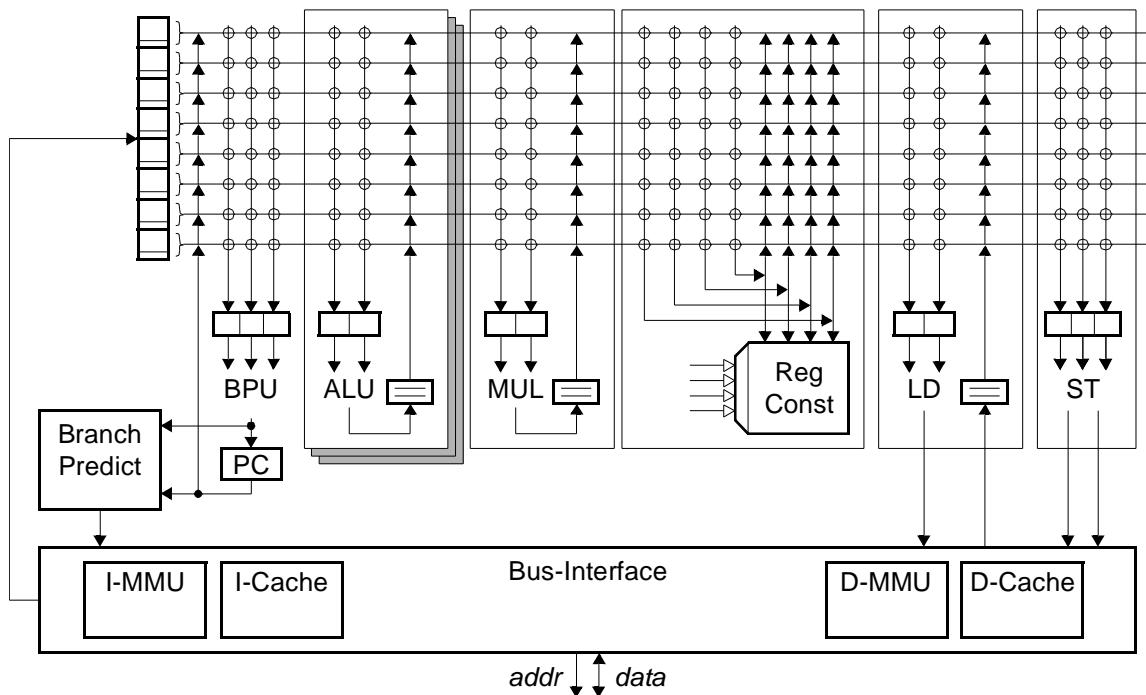 BPU
ALU
MUL
Reg
Const
LD
ST
Branch
Predict
PC
Bus-Interface
I-MMU
I-Cache
D-MMU
D-Cache
addr
data